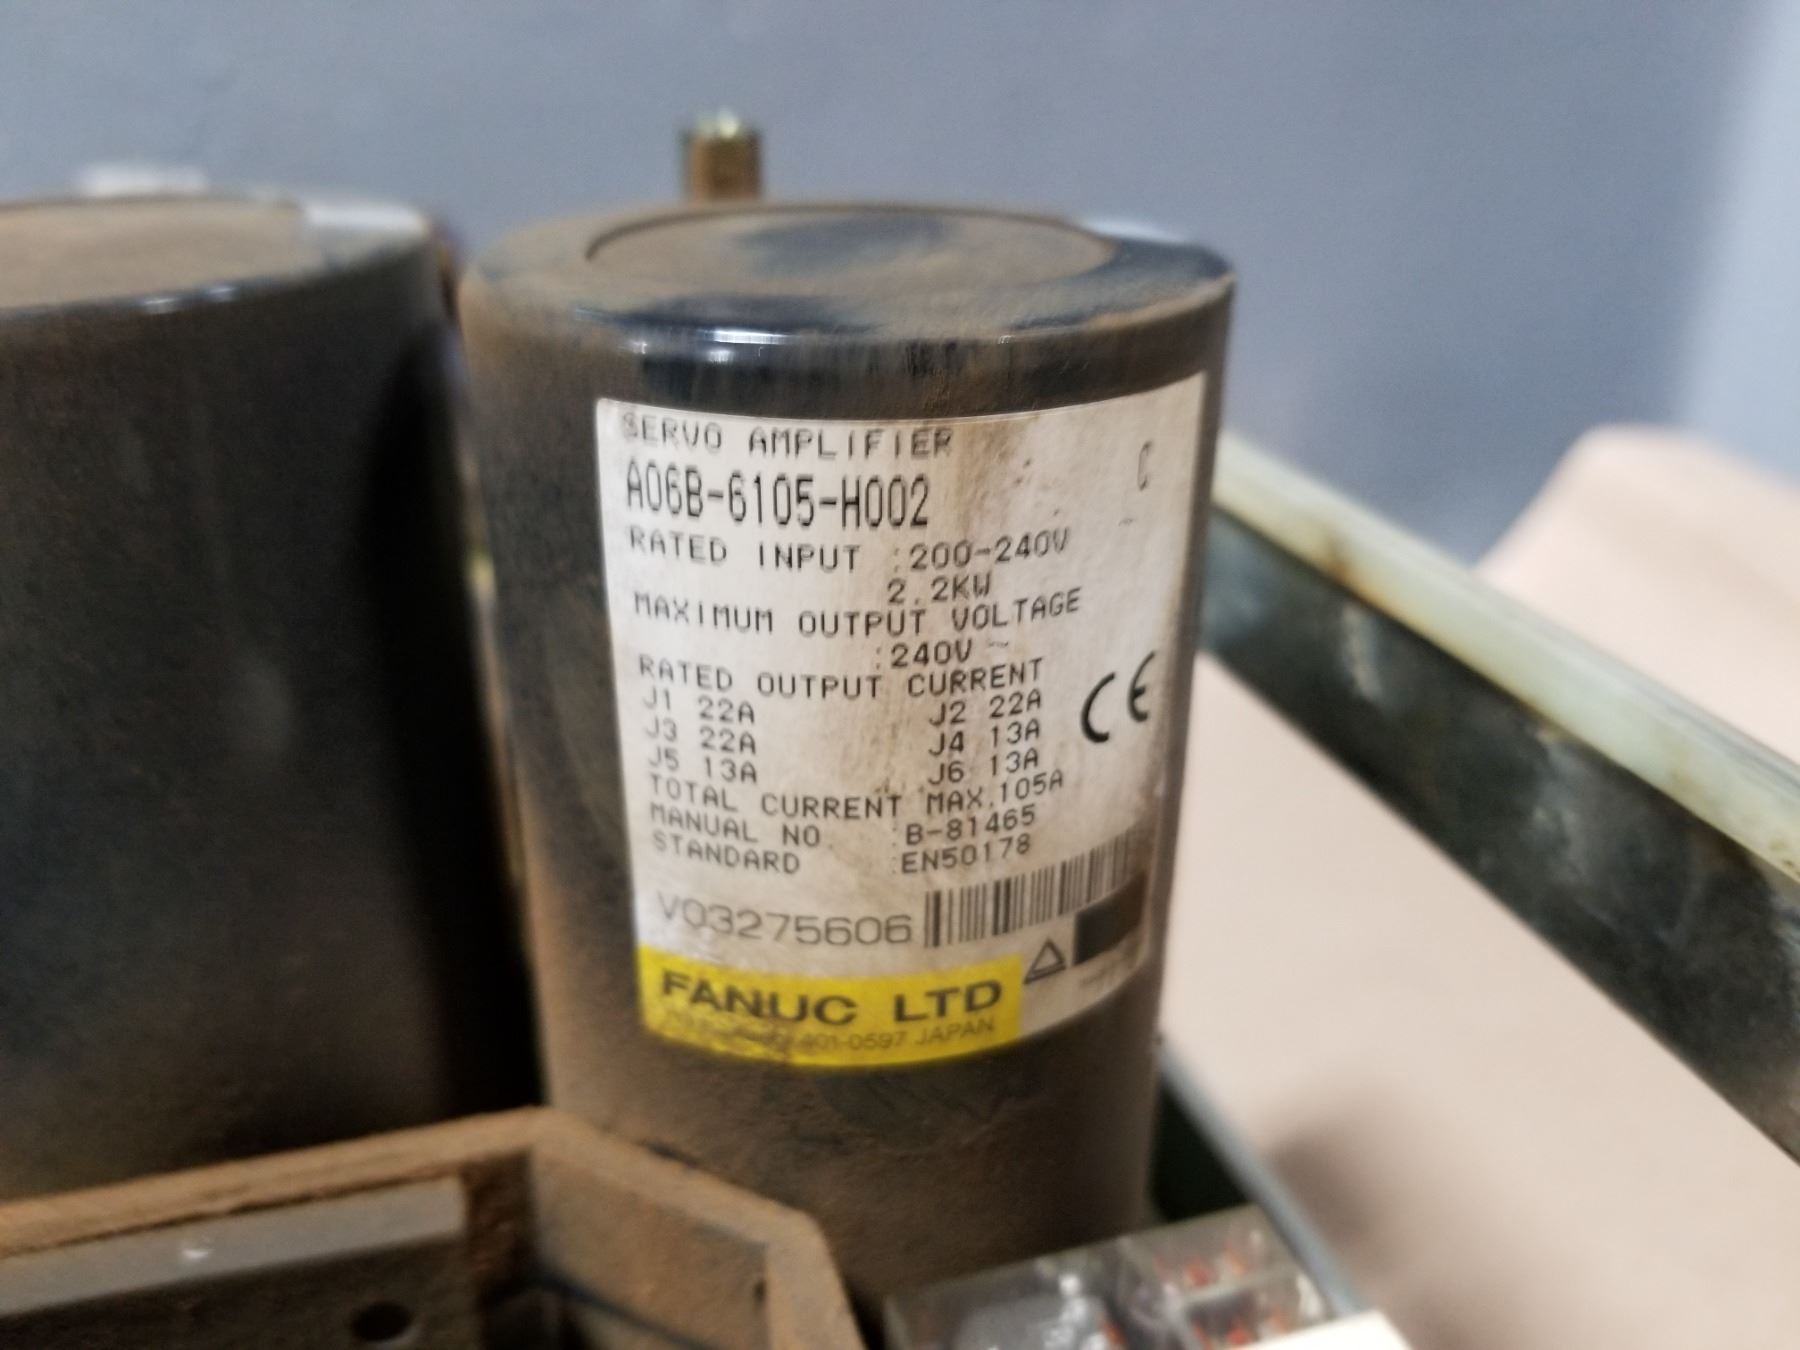 SERVO AMPLIFIER
C
A06B-6105-H002
RATED INPUT :200-240V~
2.2KW
MAXIMUM OUTPUT VOLTAGE
:240V~
RATED OUTPUT CURRENT
J1 22A J2 22A
J3 22A J4 13A
J5 13A J6 13A
TOTAL CURRENT MAX.105A
MANUAL NO. :B-81465
STANDARD :EN50178
CE
V03275606
FANUC LTD
401-0597 JAPAN